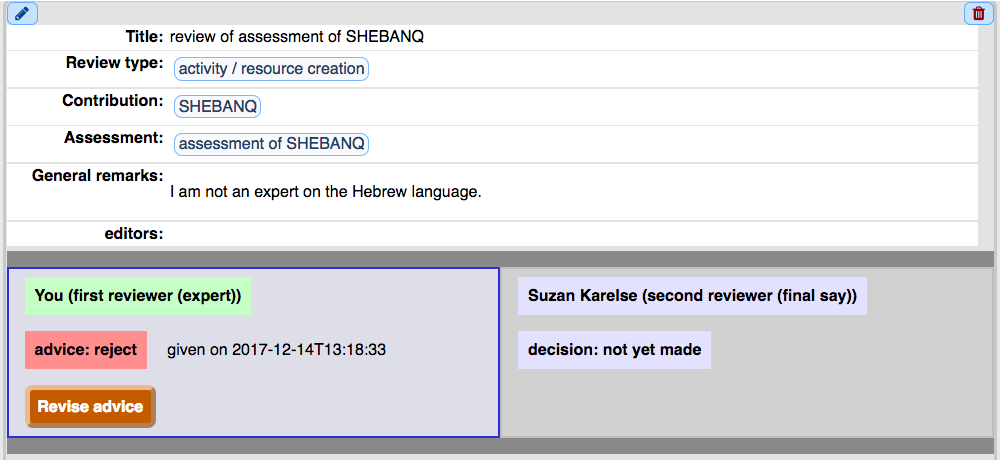 Title: review of assessment of SHEBANQ
Review type: activity / resource creation
Contribution: SHEBANQ
Assessment: assessment of SHEBANQ
General remarks:
I am not an expert on the Hebrew language.
editors:
You (first reviewer (expert))
advice: reject given on 2017-12-14T13:18:33
Revise advice
Suzan Karelse (second reviewer (final say))
decision: not yet made